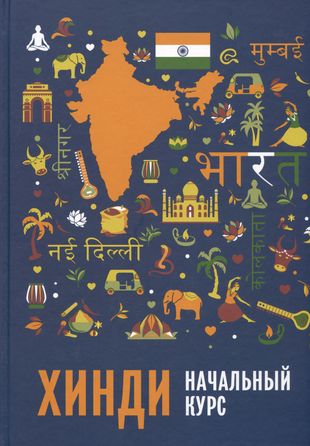 मुम्बई
श्रीनगर
भारत
कोलकाता
नई दिल्ली
ХИНДИ
НАЧАЛЬНЫЙ
КУРС